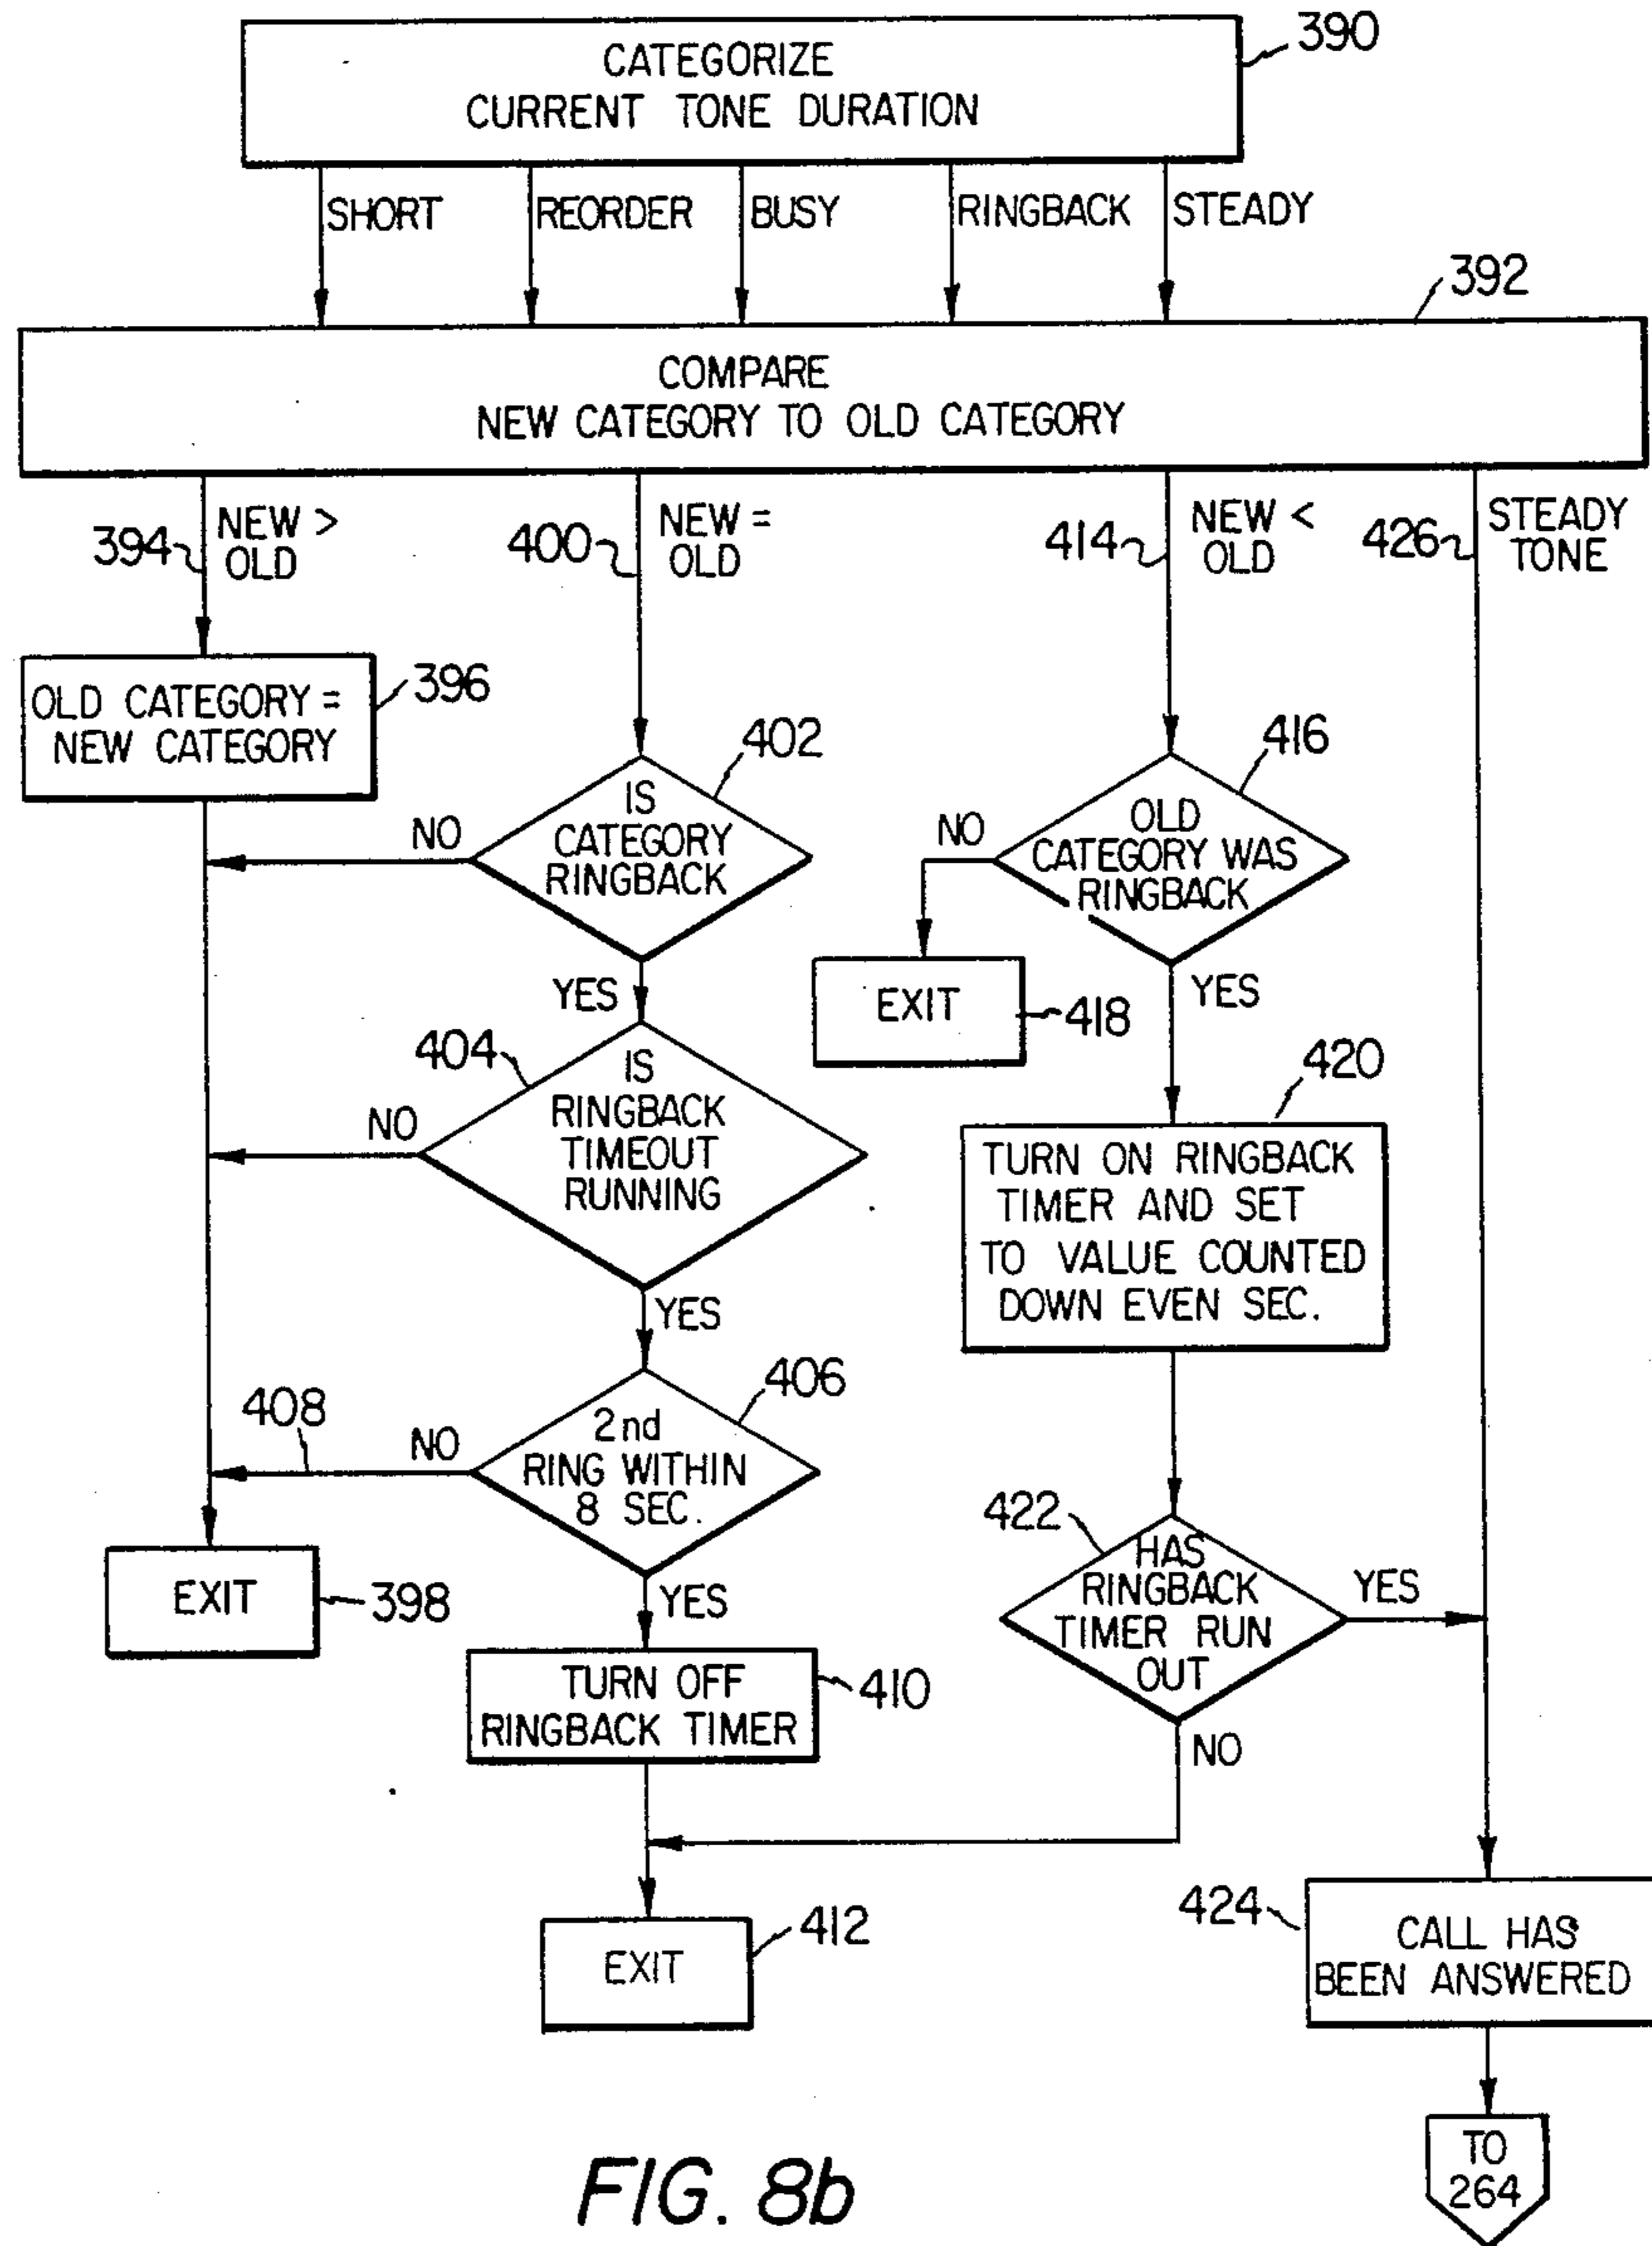 390
CATEGORIZE
CURRENT TONE DURATION
SHORT
REORDER
BUSY
RINGBACK
STEADY
392
COMPARE
NEW CATEGORY TO OLD CATEGORY
394
NEW >
OLD
400
NEW =
OLD
414
NEW <
OLD
426
STEADY
TONE
OLD CATEGORY =
NEW CATEGORY
396
402
IS
CATEGORY
RINGBACK
NO
YES
416
OLD
CATEGORY WAS
RINGBACK
NO
YES
EXIT
418
404
IS
RINGBACK
TIMEOUT
RUNNING
NO
YES
420
TURN ON RINGBACK
TIMER AND SET
TO VALUE COUNTED
DOWN EVEN SEC.
406
2nd
RING WITHIN
8 SEC.
408
NO
YES
EXIT
398
422
HAS
RINGBACK
TIMER RUN
OUT
YES
NO
TURN OFF
RINGBACK TIMER
410
EXIT
412
424
CALL HAS
BEEN ANSWERED
TO
264
FIG. 8b